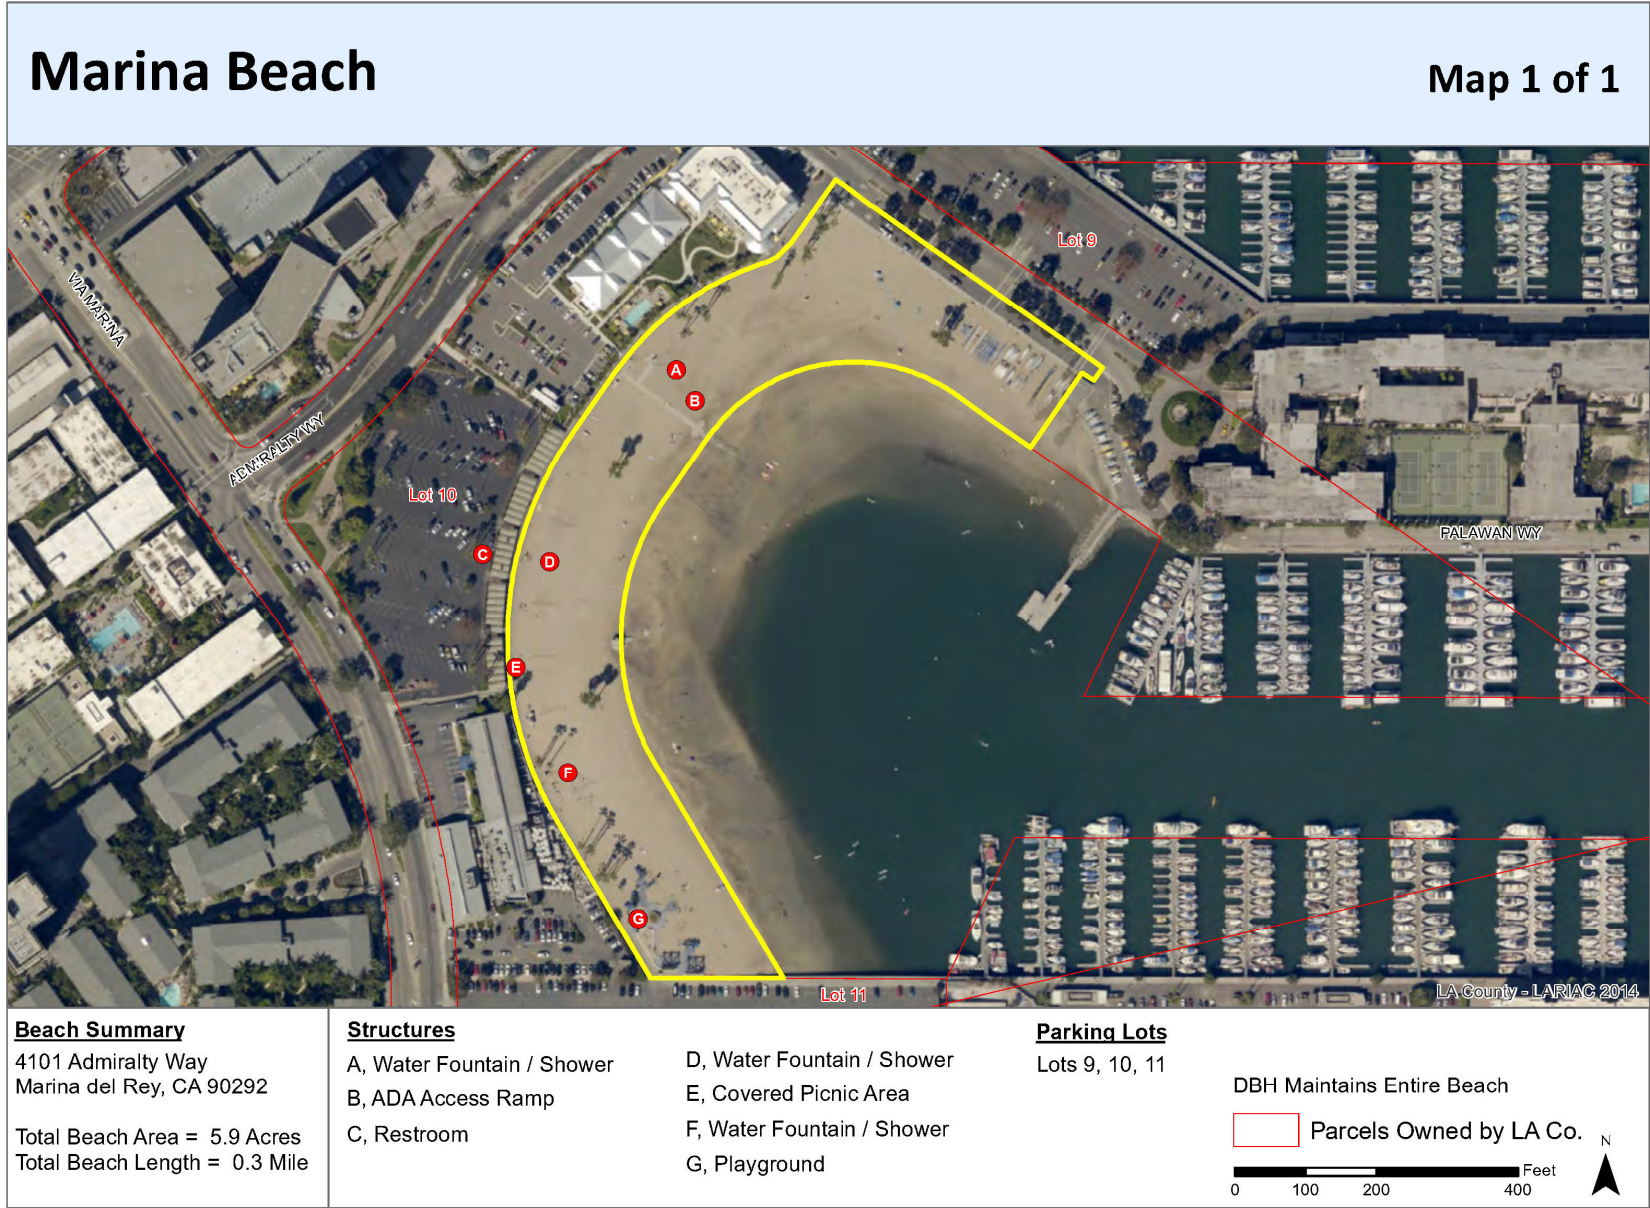 Marina Beach
Map 1 of 1
Lot 9
VIA MARINA
A
B
ADMIRALTY WY
Lot 10
C
D
PALAWAN WY
E
F
G
Lot 11
LA County - LARIAC 2014
Beach Summary
4101 Admiralty Way
Marina del Rey, CA 90292
Total Beach Area = 5.9 Acres
Total Beach Length = 0.3 Mile
Structures
A, Water Fountain / Shower
B, ADA Access Ramp
C, Restroom
D, Water Fountain / Shower
E, Covered Picnic Area
F, Water Fountain / Shower
G, Playground
Parking Lots
Lots 9, 10, 11
DBH Maintains Entire Beach
Parcels Owned by LA Co.
N
Feet
0 100 200 400